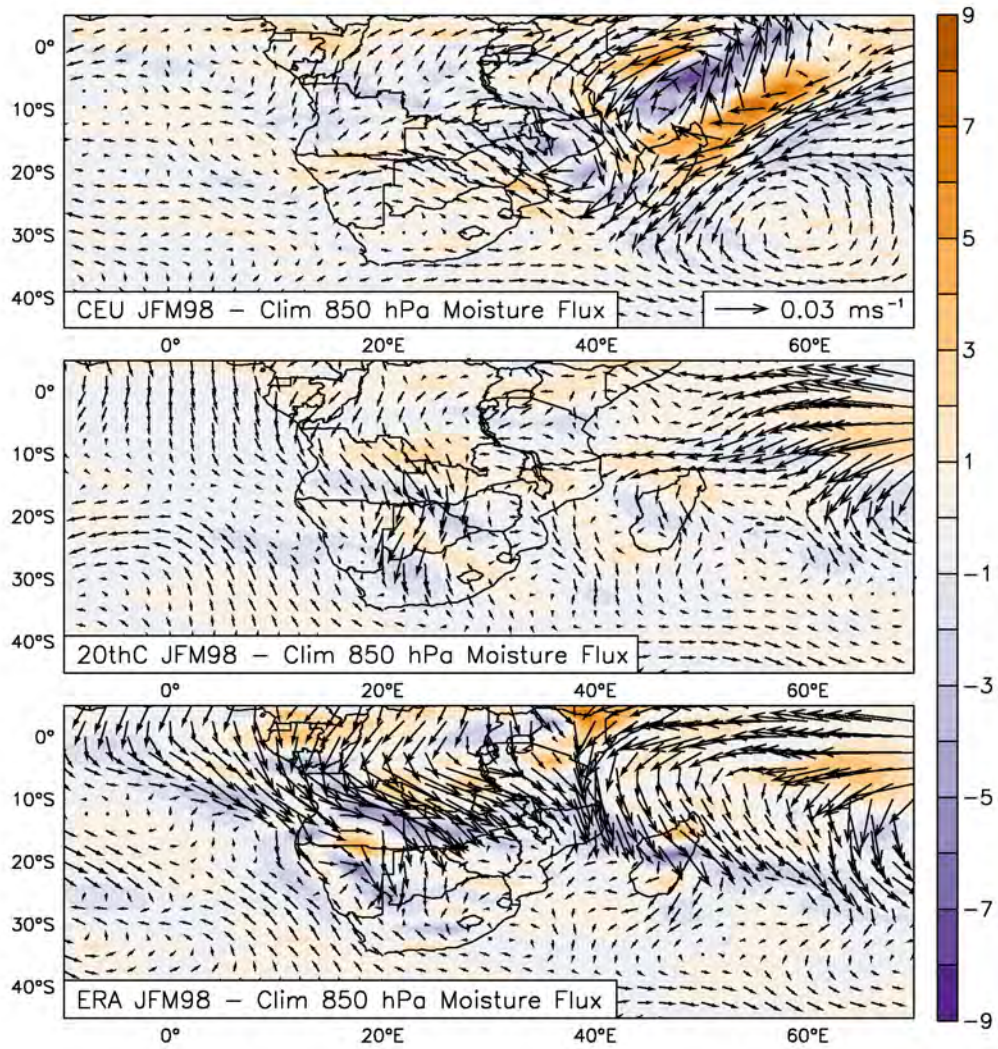 0°
10°S
20°S
30°S
40°S
CEU JFM98 – Clim 850 hPa Moisture Flux
0.03 ms⁻¹
0° 20°E 40°E 60°E
0°
10°S
20°S
30°S
40°S
20thC JFM98 – Clim 850 hPa Moisture Flux
0° 20°E 40°E 60°E
0°
10°S
20°S
30°S
40°S
ERA JFM98 – Clim 850 hPa Moisture Flux
0° 20°E 40°E 60°E
9
7
5
3
1
−1
−3
−5
−7
−9